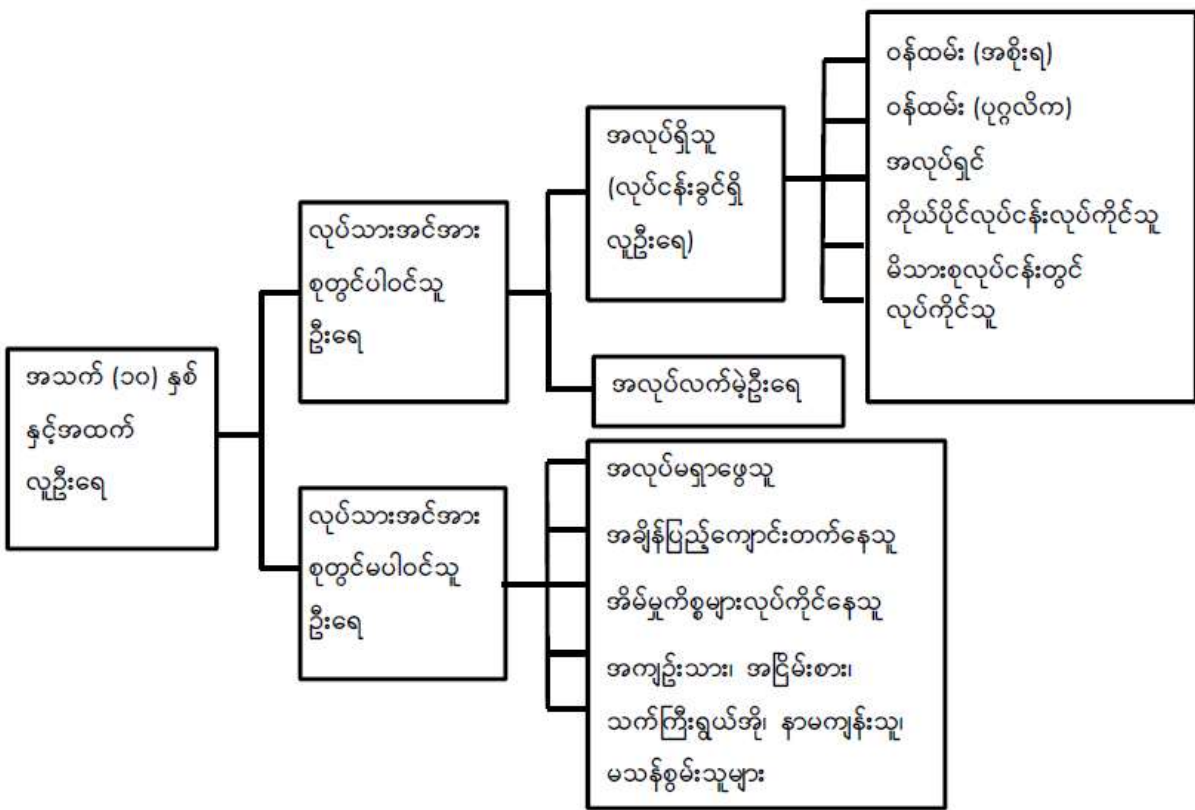 အသက် (၁၀) နှစ်
နှင့်အထက်
လူဦးရေ
လုပ်သားအင်အား
စုတွင်ပါဝင်သူ
ဦးရေ
လုပ်သားအင်အား
စုတွင်မပါဝင်သူ
ဦးရေ
အလုပ်ရှိသူ
(လုပ်ငန်းခွင်ရှိ
လူဦးရေ)
အလုပ်လက်မဲ့ဦးရေ
ဝန်ထမ်း (အစိုးရ)
ဝန်ထမ်း (ပုဂ္ဂလိက)
အလုပ်ရှင်
ကိုယ်ပိုင်လုပ်ငန်းလုပ်ကိုင်သူ
မိသားစုလုပ်ငန်းတွင်
လုပ်ကိုင်သူ
အလုပ်မရှာဖွေသူ
အချိန်ပြည့်ကျောင်းတက်နေသူ
အိမ်မှုကိစ္စများလုပ်ကိုင်နေသူ
အကျဥ်းသား၊ အငြိမ်းစား၊
သက်ကြီးရွယ်အို၊ နာမကျန်းသူ၊
မသန်စွမ်းသူများ